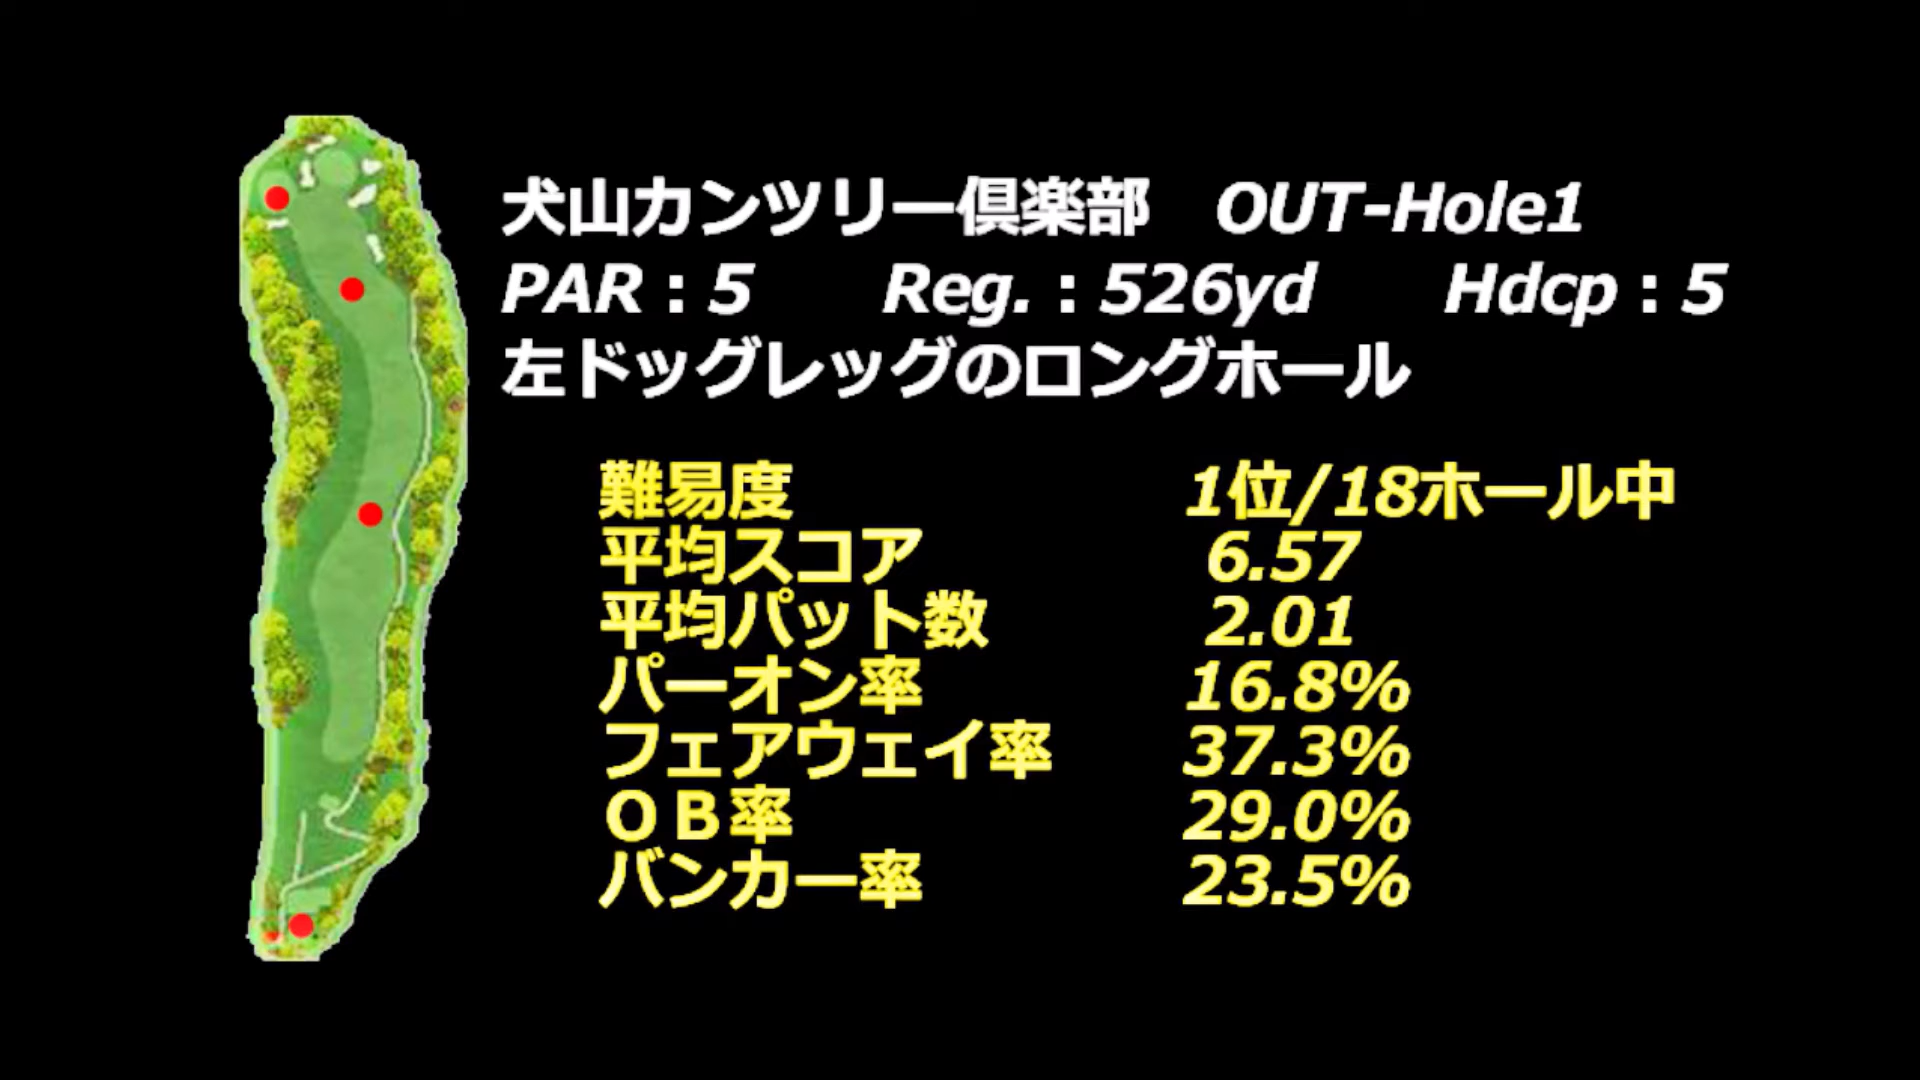 犬山カンツリー倶楽部　OUT-Hole1
PAR：5　Reg.：526yd　Hdcp：5
左ドッグレッグのロングホール
難易度　1位/18ホール中
平均スコア　6.57
平均パット数　2.01
パーオン率　16.8%
フェアウェイ率　37.3%
ＯＢ率　29.0%
バンカー率　23.5%